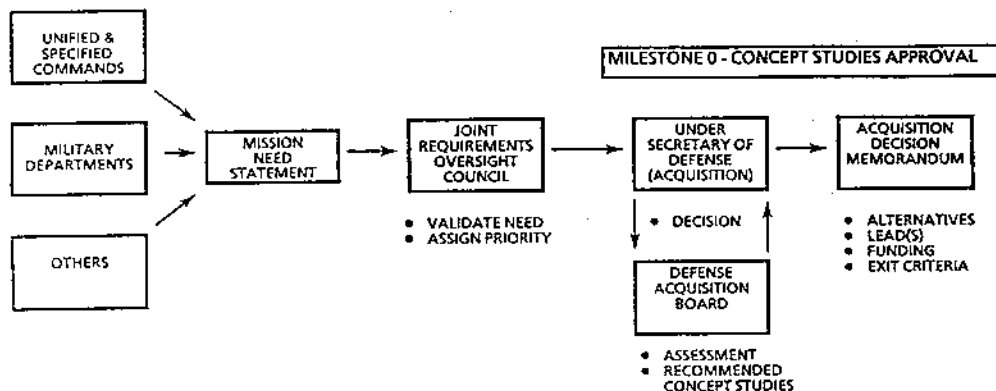 UNIFIED &
SPECIFIED
COMMANDS
MILESTONE 0 - CONCEPT STUDIES APPROVAL
MILITARY
DEPARTMENTS
MISSION
NEED
STATEMENT
JOINT
REQUIREMENTS
OVERSIGHT
COUNCIL
UNDER
SECRETARY OF
DEFENSE
(ACQUISITION)
ACQUISITION
DECISION
MEMORANDUM
• VALIDATE NEED
• ASSIGN PRIORITY
• DECISION
• ALTERNATIVES
• LEAD(S)
• FUNDING
• EXIT CRITERIA
OTHERS
DEFENSE
ACQUISITION
BOARD
• ASSESSMENT
• RECOMMENDED
CONCEPT STUDIES